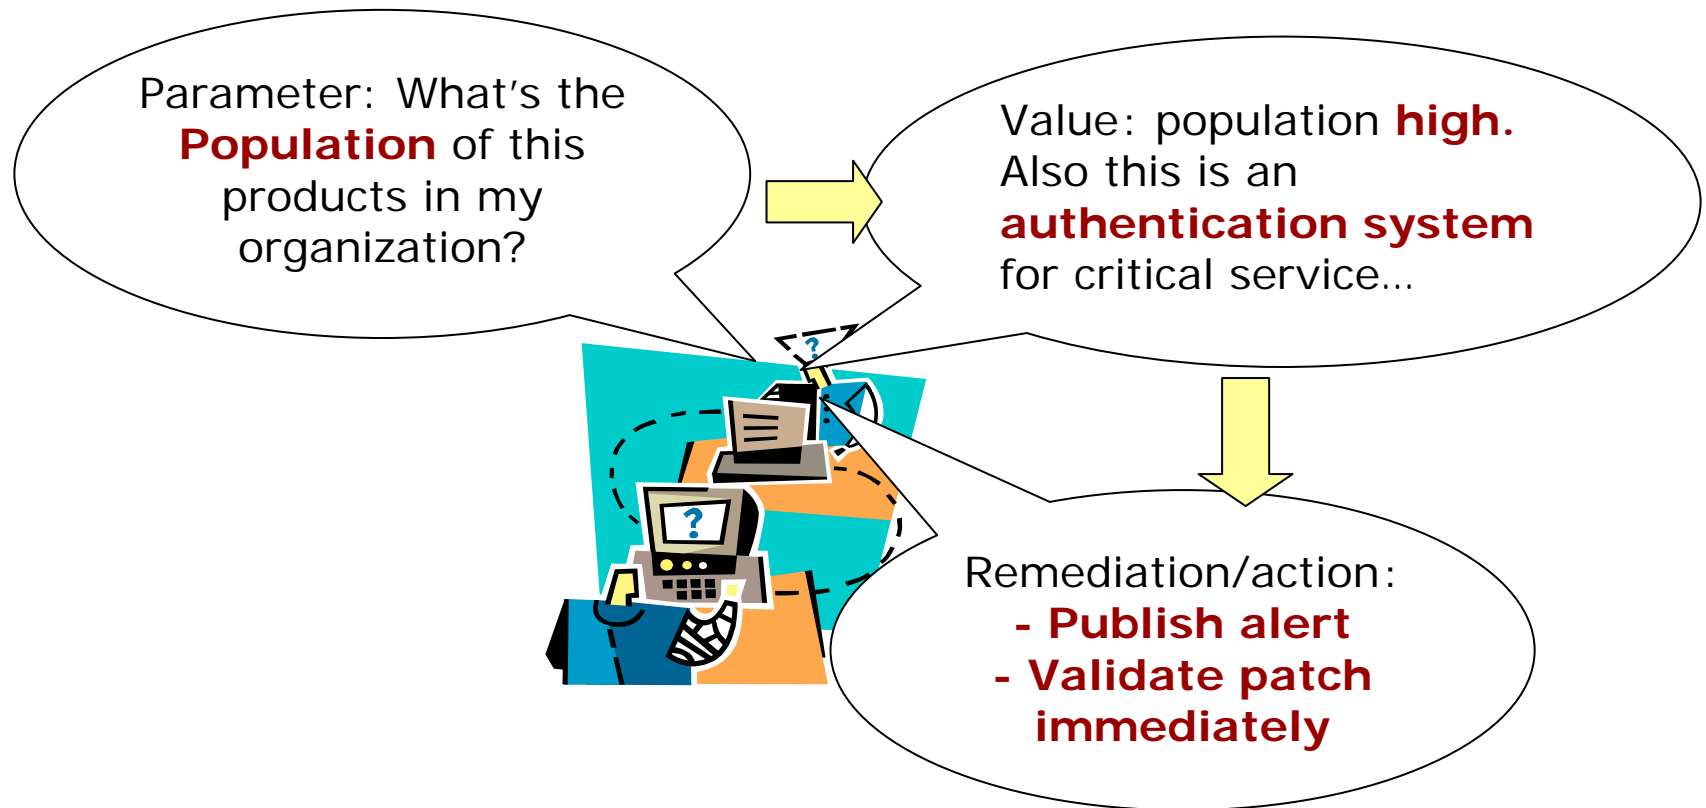 Parameter: What's the
Population of this
products in my
organization?
Value: population high.
Also this is an
authentication system
for critical service...
?
?
Remediation/action:
- Publish alert
- Validate patch
immediately